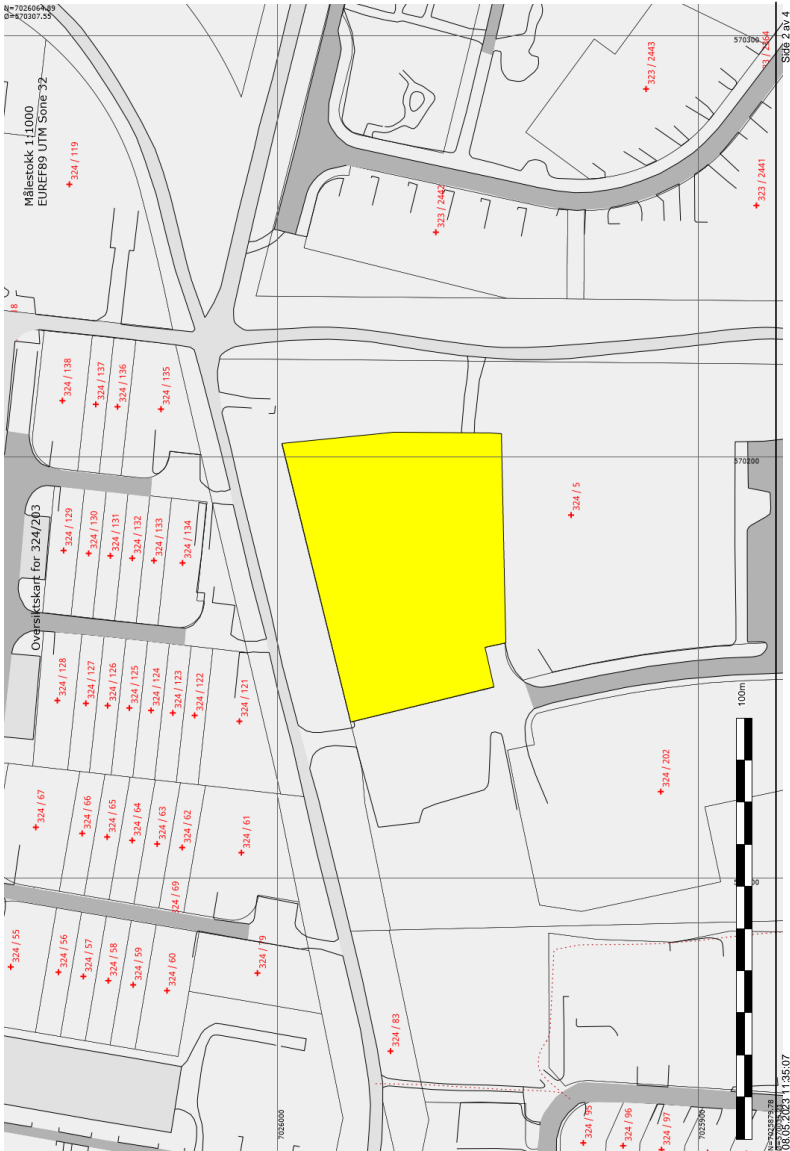 N=7026064.89
Ø=570307.55
Målestokk 1:1000
EUREF89 UTM Sone 32
Oversiktskart for 324/203
Side 2 av 4
08.05.2023 11:35:07
570300
570200
7026000
7025900
100m
324 / 119
323 / 2443
323 / 2442
323 / 2441
324 / 138
324 / 137
324 / 136
324 / 135
324 / 129
324 / 130
324 / 131
324 / 132
324 / 133
324 / 134
324 / 5
324 / 128
324 / 127
324 / 126
324 / 125
324 / 124
324 / 123
324 / 122
324 / 121
324 / 202
324 / 67
324 / 66
324 / 65
324 / 64
324 / 63
324 / 62
324 / 61
324 / 69
324 / 55
324 / 56
324 / 57
324 / 58
324 / 59
324 / 60
324 / 83
324 / 95
324 / 96
324 / 97